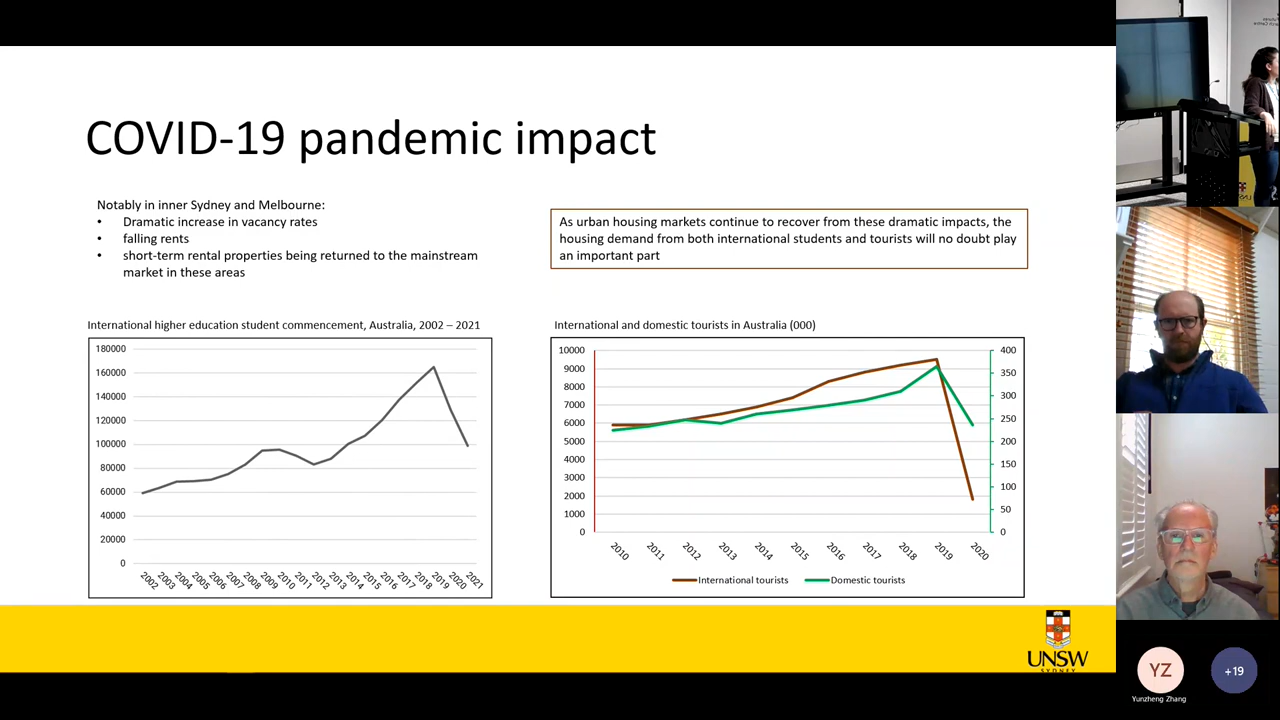 COVID-19 pandemic impact
Notably in inner Sydney and Melbourne:
• Dramatic increase in vacancy rates
• falling rents
• short-term rental properties being returned to the mainstream
market in these areas
As urban housing markets continue to recover from these dramatic impacts, the
housing demand from both international students and tourists will no doubt play
an important part
International higher education student commencement, Australia, 2002 – 2021
180000
160000
140000
120000
100000
80000
60000
40000
20000
0
2002 2003 2004 2005 2006 2007 2008 2009 2010 2011 2012 2013 2014 2015 2016 2017 2018 2019 2020 2021
International and domestic tourists in Australia (000)
10000 400
9000 350
8000 300
7000 250
6000 200
5000 150
4000 100
3000 50
2000 0
1000
0
2010 2011 2012 2013 2014 2015 2016 2017 2018 2019 2020
International tourists Domestic tourists
UNSW
SYDNEY
YZ
Yunzheng Zhang
+19